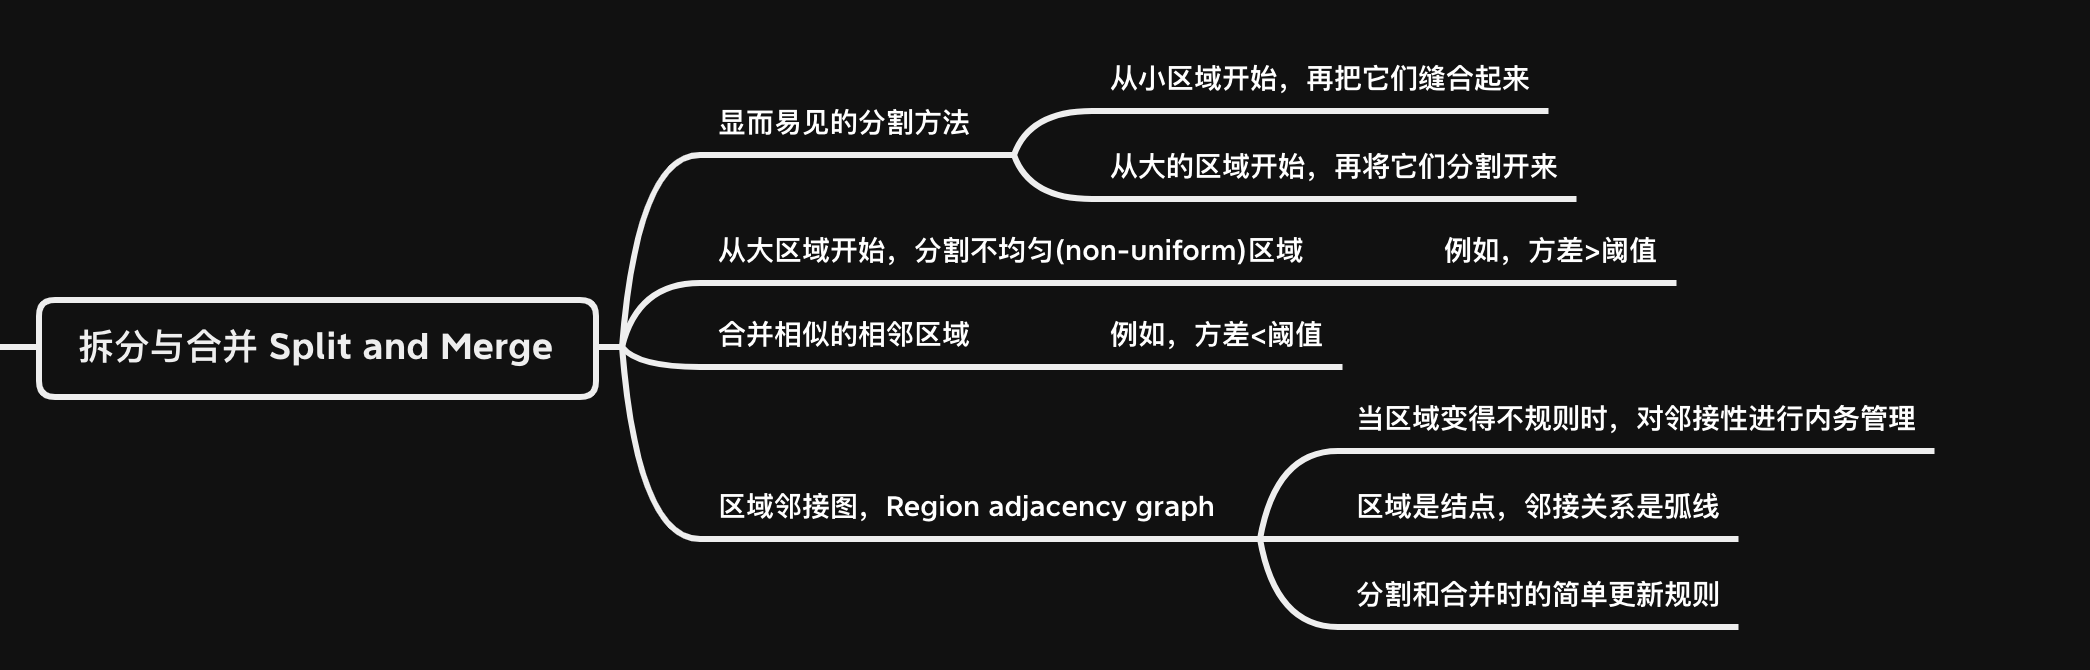 从小区域开始，再把它们缝合起来
显而易见的分割方法
从大的区域开始，再将它们分割开来
从大区域开始，分割不均匀(non-uniform)区域 例如，方差>阈值
拆分与合并 Split and Merge
合并相似的相邻区域 例如，方差<阈值
当区域变得不规则时，对邻接性进行内务管理
区域邻接图，Region adjacency graph
区域是结点，邻接关系是弧线
分割和合并时的简单更新规则